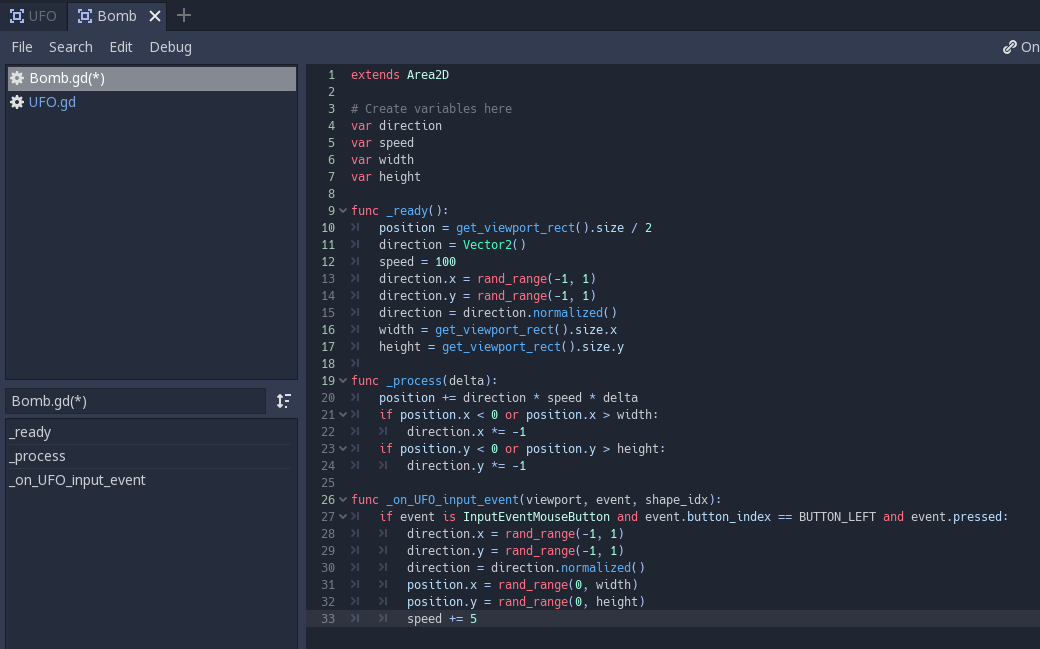 UFO Bomb
File Search Edit Debug On
Bomb.gd(*)
UFO.gd
Bomb.gd(*)
_ready
_process
_on_UFO_input_event
1 extends Area2D
2
3 # Create variables here
4 var direction
5 var speed
6 var width
7 var height
8
9 func _ready():
10 position = get_viewport_rect().size / 2
11 direction = Vector2()
12 speed = 100
13 direction.x = rand_range(-1, 1)
14 direction.y = rand_range(-1, 1)
15 direction = direction.normalized()
16 width = get_viewport_rect().size.x
17 height = get_viewport_rect().size.y
18
19 func _process(delta):
20 position += direction * speed * delta
21 if position.x < 0 or position.x > width:
22 direction.x *= -1
23 if position.y < 0 or position.y > height:
24 direction.y *= -1
25
26 func _on_UFO_input_event(viewport, event, shape_idx):
27 if event is InputEventMouseButton and event.button_index == BUTTON_LEFT and event.pressed:
28 direction.x = rand_range(-1, 1)
29 direction.y = rand_range(-1, 1)
30 direction = direction.normalized()
31 position.x = rand_range(0, width)
32 position.y = rand_range(0, height)
33 speed += 5